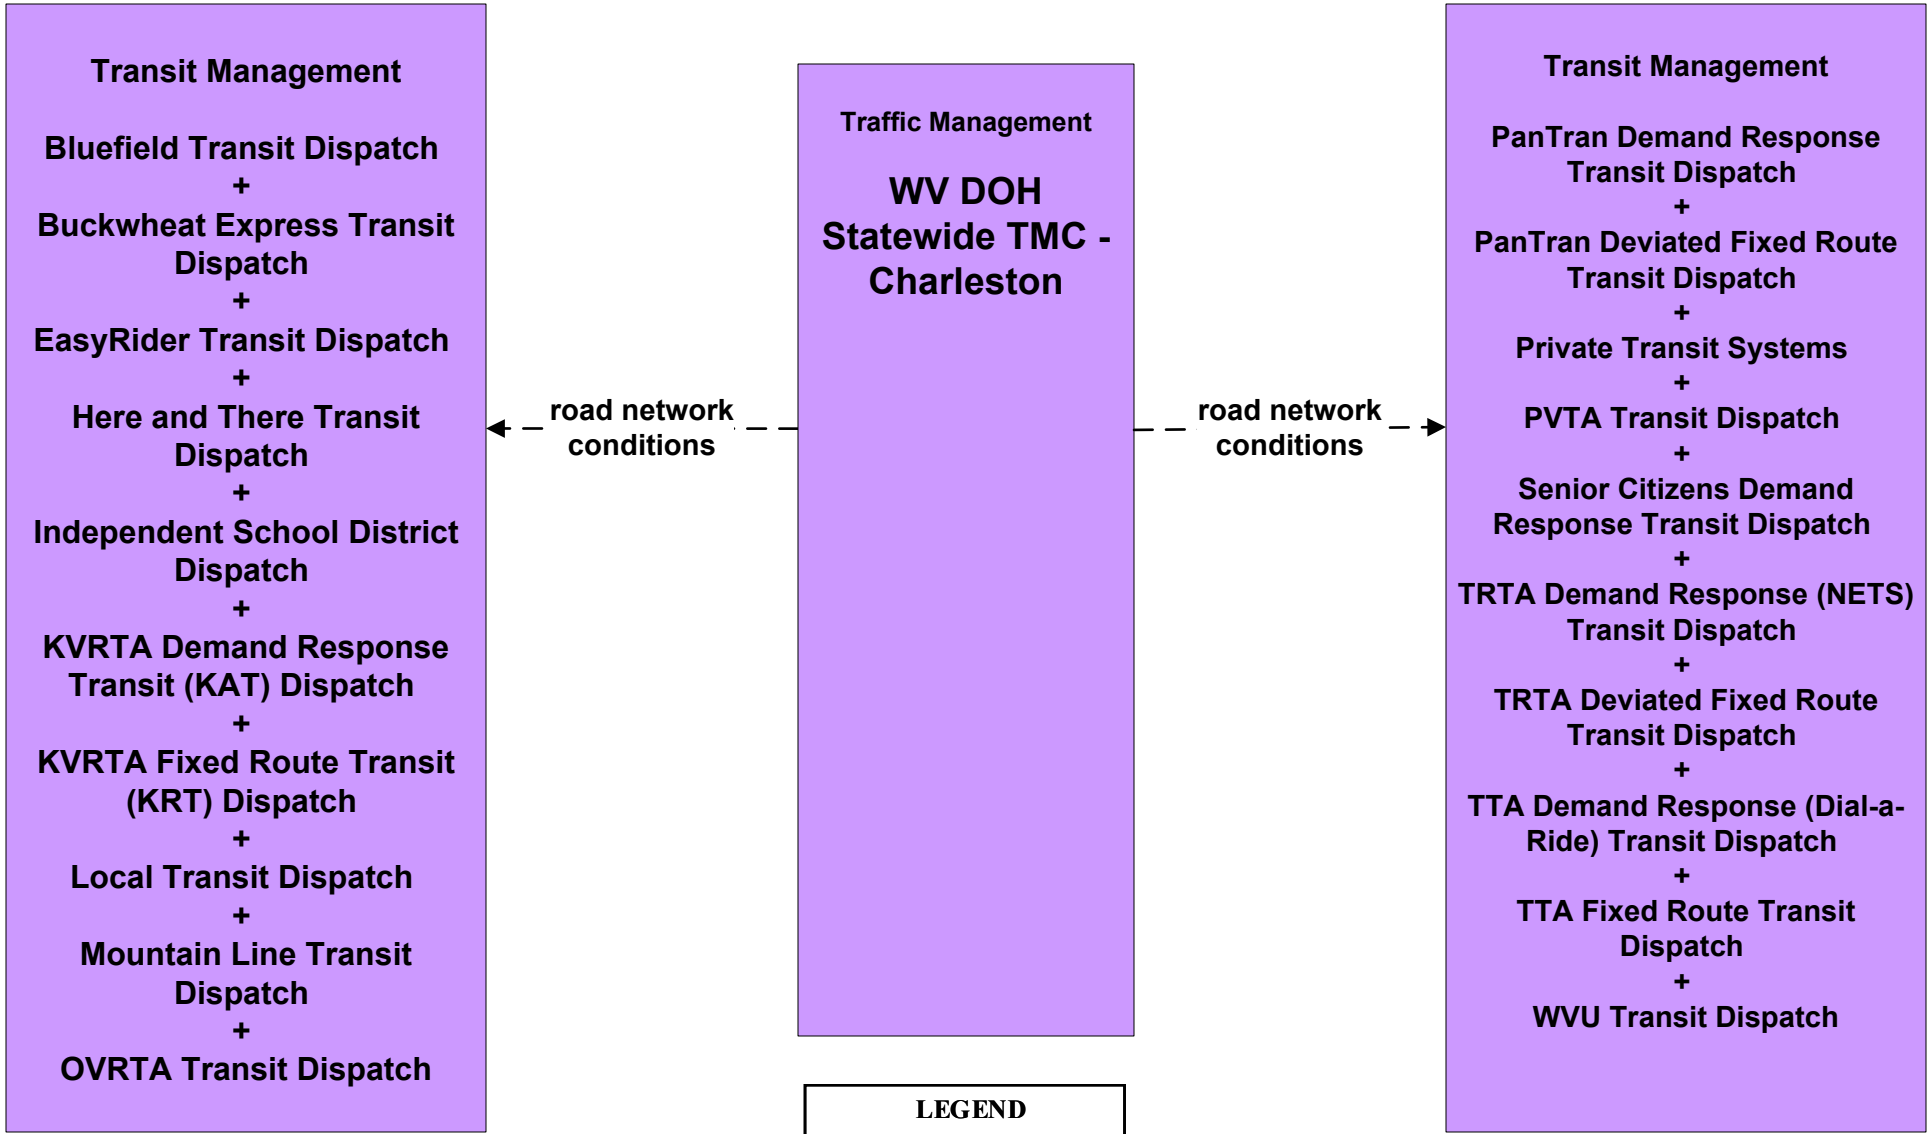 Transit Management
Bluefield Transit Dispatch
+
Buckwheat Express Transit
Dispatch
+
EasyRider Transit Dispatch
+
Here and There Transit
Dispatch
+
Independent School District
Dispatch
+
KVRTA Demand Response
Transit (KAT) Dispatch
+
KVRTA Fixed Route Transit
(KRT) Dispatch
+
Local Transit Dispatch
+
Mountain Line Transit
Dispatch
+
OVRTA Transit Dispatch
road network
conditions
Traffic Management
WV DOH
Statewide TMC -
Charleston
road network
conditions
Transit Management
PanTran Demand Response
Transit Dispatch
+
PanTran Deviated Fixed Route
Transit Dispatch
+
Private Transit Systems
+
PVTA Transit Dispatch
+
Senior Citizens Demand
Response Transit Dispatch
+
TRTA Demand Response (NETS)
Transit Dispatch
+
TRTA Deviated Fixed Route
Transit Dispatch
+
TTA Demand Response (Dial-a-
Ride) Transit Dispatch
+
TTA Fixed Route Transit
Dispatch
+
WVU Transit Dispatch
LEGEND